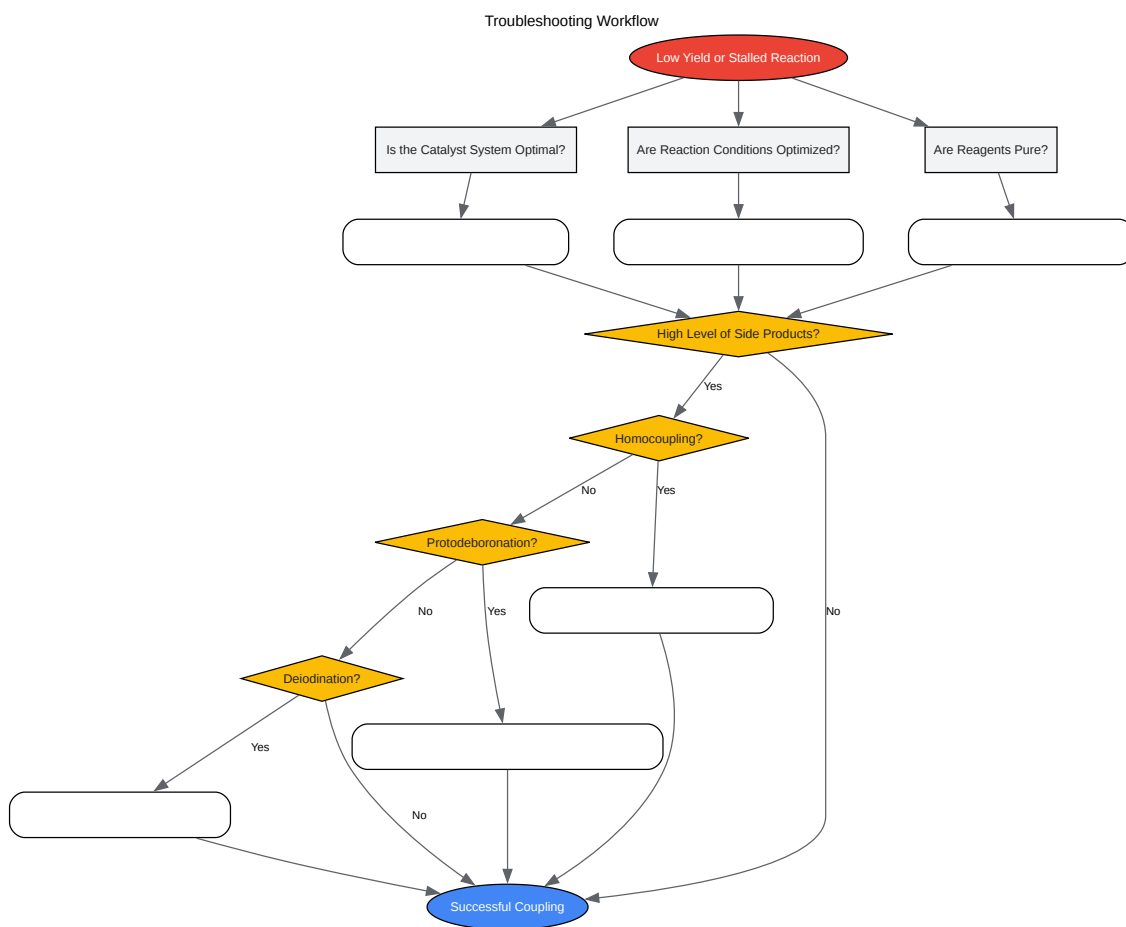 Troubleshooting Workflow
Low Yield or Stalled Reaction
Is the Catalyst System Optimal?
Are Reaction Conditions Optimized?
Are Reagents Pure?
High Level of Side Products?
Yes
Homocoupling?
No
Yes
Protodeboronation?
No
Yes
No
Deiodination?
Yes
No
Successful Coupling